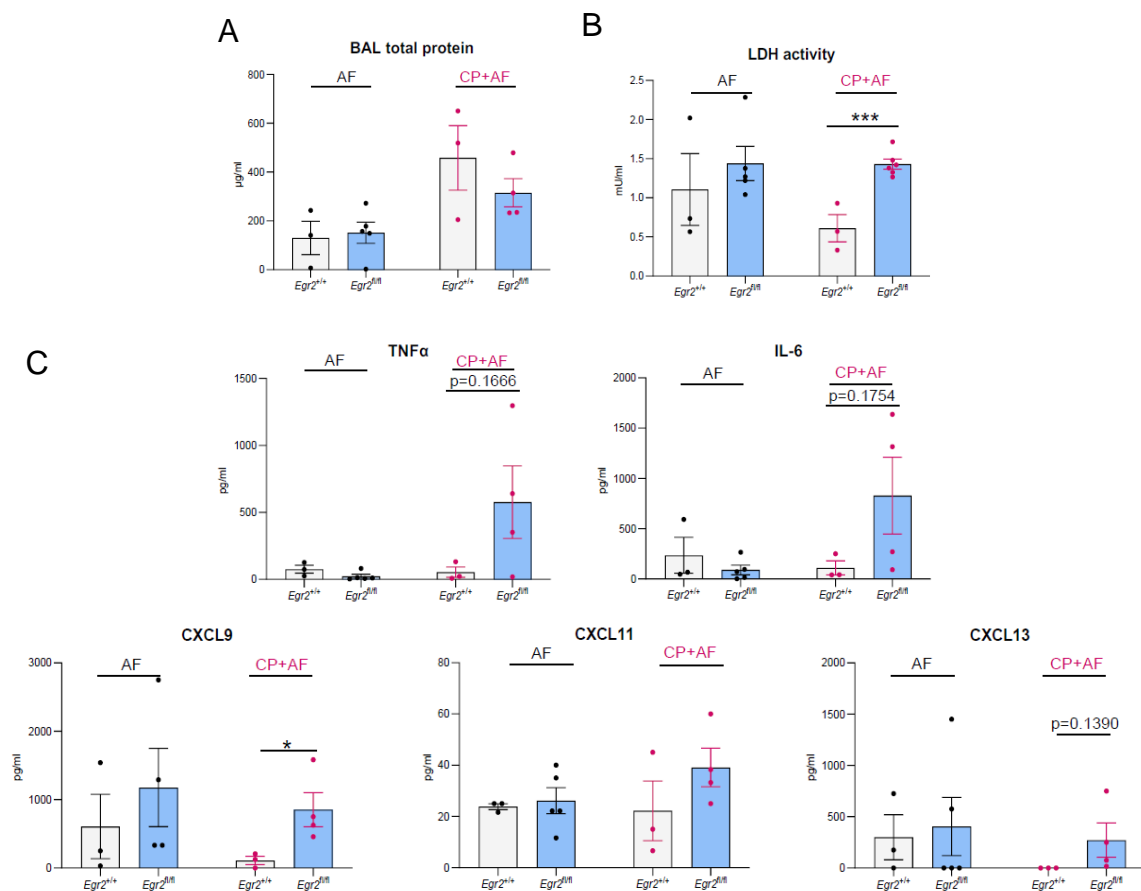 A
BAL total protein
AF
CP+AF
800
600
400
200
0
µg/ml
Egr2+/+
Egr2fl/fl
Egr2+/+
Egr2fl/fl
B
LDH activity
AF
CP+AF
***
2.5
2.0
1.5
1.0
0.5
0.0
mU/ml
Egr2+/+
Egr2fl/fl
Egr2+/+
Egr2fl/fl
C
TNFα
AF
CP+AF
p=0.1666
1500
1000
500
0
pg/ml
Egr2+/+
Egr2fl/fl
Egr2+/+
Egr2fl/fl
IL-6
AF
CP+AF
p=0.1754
2000
1500
1000
500
0
pg/ml
Egr2+/+
Egr2fl/fl
Egr2+/+
Egr2fl/fl
CXCL9
AF
CP+AF
*
3000
2000
1000
0
pg/ml
Egr2+/+
Egr2fl/fl
Egr2+/+
Egr2fl/fl
CXCL11
AF
CP+AF
80
60
40
20
0
pg/ml
Egr2+/+
Egr2fl/fl
Egr2+/+
Egr2fl/fl
CXCL13
AF
CP+AF
p=0.1390
2000
1500
1000
500
0
pg/ml
Egr2+/+
Egr2fl/fl
Egr2+/+
Egr2fl/fl